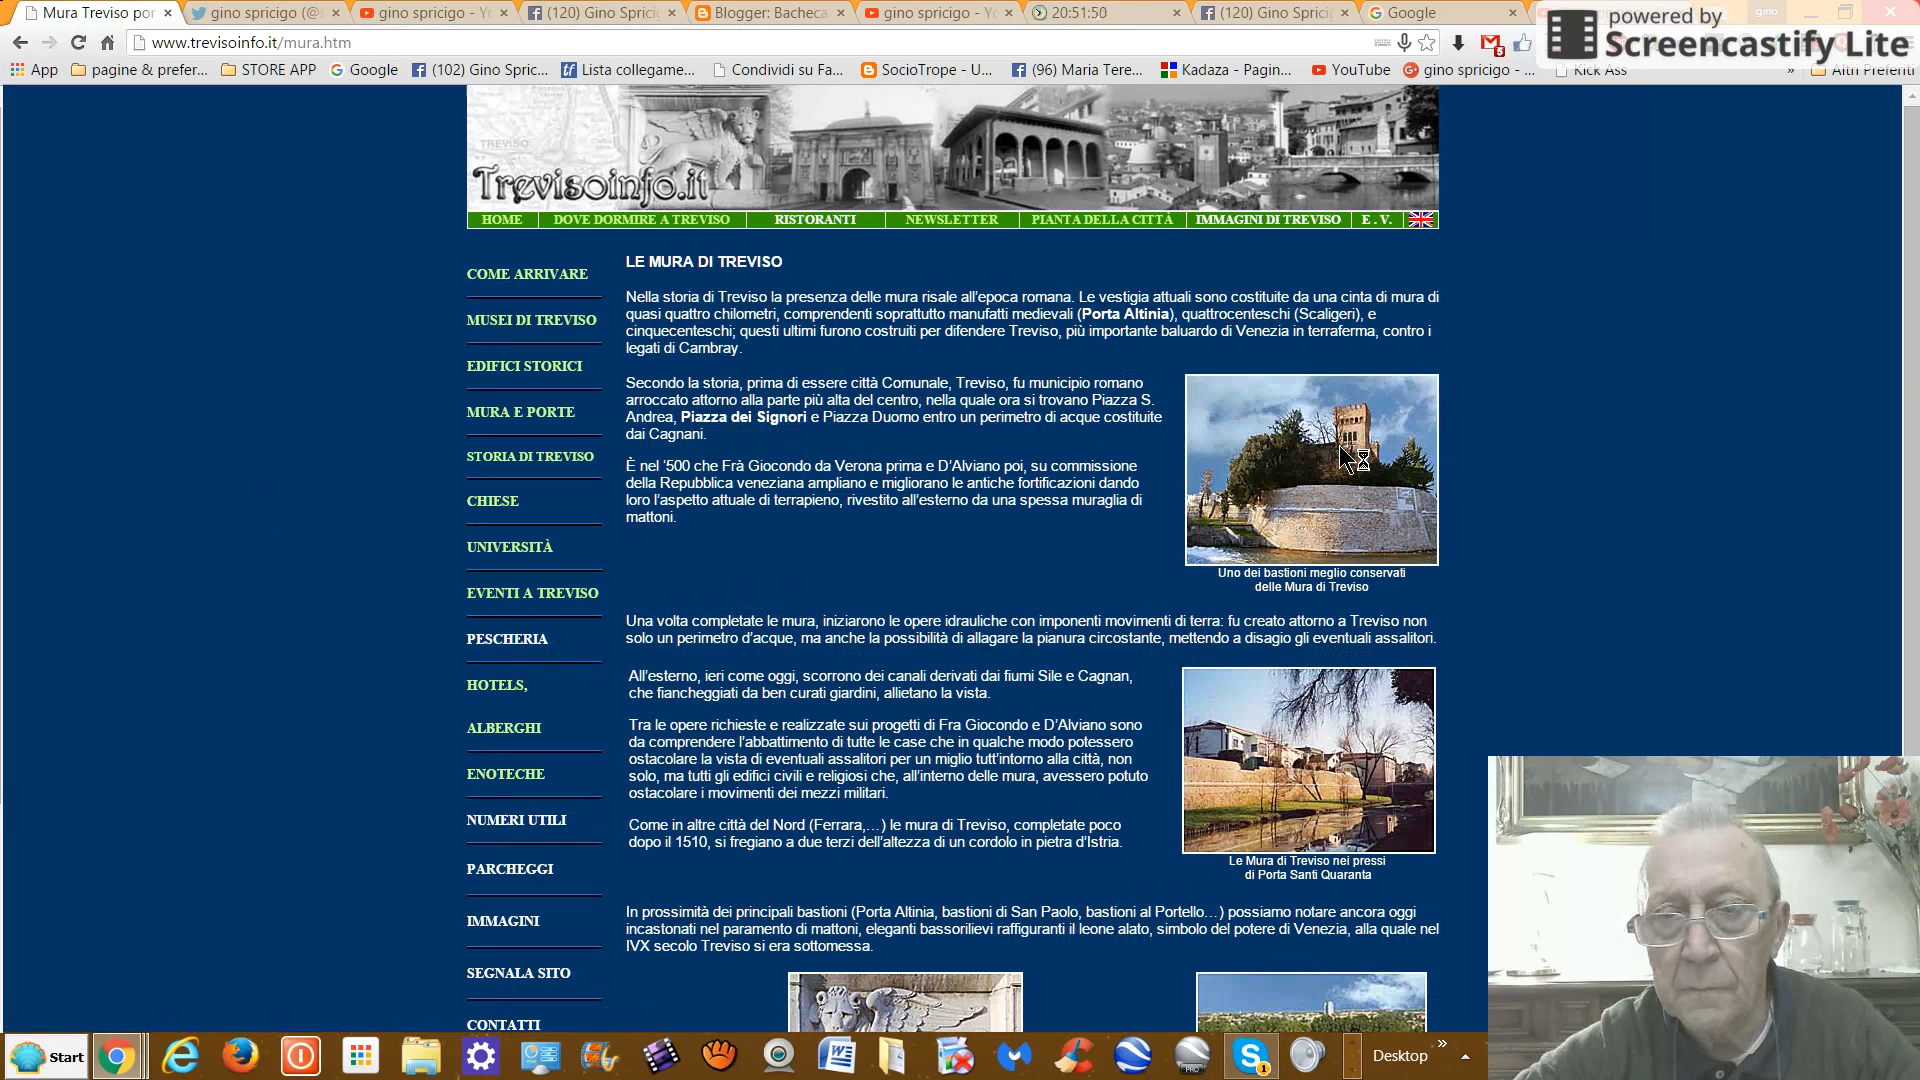 Mura Treviso por
gino spricigo (@
gino spricigo - Yo
(120) Gino Spric
Blogger: Bacheca
gino spricigo - Yo
20:51:50
(120) Gino Spric
Google
gino
powered by
Screencastify Lite
www.trevisoinfo.it/mura.htm
App
pagine & prefer...
STORE APP
Google
(102) Gino Spric...
Lista collegame...
Condividi su Fa...
SocioTrope - U...
(96) Maria Tere...
Kadaza - Pagin...
YouTube
gino spricigo - ...
Kick Ass
»
Altri Preferiti
TREVISO
Trevisoinfo.it
HOME
DOVE DORMIRE A TREVISO
RISTORANTI
NEWSLETTER
PIANTA DELLA CITTÀ
IMMAGINI DI TREVISO
E . V.
COME ARRIVARE
MUSEI DI TREVISO
EDIFICI STORICI
MURA E PORTE
STORIA DI TREVISO
CHIESE
UNIVERSITÀ
EVENTI A TREVISO
PESCHERIA
HOTELS,
ALBERGHI
ENOTECHE
NUMERI UTILI
PARCHEGGI
IMMAGINI
SEGNALA SITO
CONTATTI
LE MURA DI TREVISO
Nella storia di Treviso la presenza delle mura risale all'epoca romana. Le vestigia attuali sono costituite da una cinta di mura di
quasi quattro chilometri, comprendenti soprattutto manufatti medievali (Porta Altinia), quattrocenteschi (Scaligeri), e
cinquecenteschi; questi ultimi furono costruiti per difendere Treviso, più importante baluardo di Venezia in terraferma, contro i
legati di Cambray.
Secondo la storia, prima di essere città Comunale, Treviso, fu municipio romano
arroccato attorno alla parte più alta del centro, nella quale ora si trovano Piazza S.
Andrea, Piazza dei Signori e Piazza Duomo entro un perimetro di acque costituite
dai Cagnani.
È nel '500 che Frà Giocondo da Verona prima e D'Alviano poi, su commissione
della Repubblica veneziana ampliano e migliorano le antiche fortificazioni dando
loro l'aspetto attuale di terrapieno, rivestito all'esterno da una spessa muraglia di
mattoni.
Uno dei bastioni meglio conservati
delle Mura di Treviso
Una volta completate le mura, iniziarono le opere idrauliche con imponenti movimenti di terra: fu creato attorno a Treviso non
solo un perimetro d'acque, ma anche la possibilità di allagare la pianura circostante, mettendo a disagio gli eventuali assalitori.
All'esterno, ieri come oggi, scorrono dei canali derivati dai fiumi Sile e Cagnan,
che fiancheggiati da ben curati giardini, allietano la vista.
Tra le opere richieste e realizzate sui progetti di Fra Giocondo e D'Alviano sono
da comprendere l'abbattimento di tutte le case che in qualche modo potessero
ostacolare la vista di eventuali assalitori per un miglio tutt'intorno alla città, non
solo, ma tutti gli edifici civili e religiosi che, all'interno delle mura, avessero potuto
ostacolare i movimenti dei mezzi militari.
Come in altre città del Nord (Ferrara,...) le mura di Treviso, completate poco
dopo il 1510, si fregiano a due terzi dell'altezza di un cordolo in pietra d'Istria.
Le Mura di Treviso nei pressi
di Porta Santi Quaranta
In prossimità dei principali bastioni (Porta Altinia, bastioni di San Paolo, bastioni al Portello...) possiamo notare ancora oggi
incastonati nel paramento di mattoni, eleganti bassorilievi raffiguranti il leone alato, simbolo del potere di Venezia, alla quale nel
IVX secolo Treviso si era sottomessa.
Start
PRO
1
Desktop
»